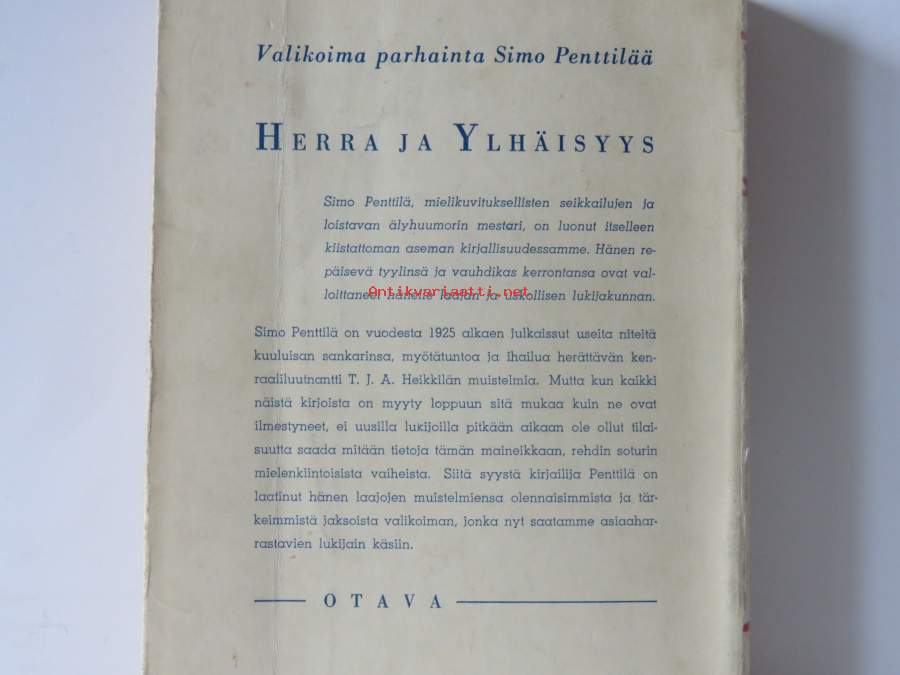 Valikoima parhainta Simo Penttilää
HERRA JA YLHÄISYYS
Simo Penttilä, mielikuvituksellisten seikkailujen ja
loistavan älyhuumorin mestari, on luonut itselleen
kiistattoman aseman kirjallisuudessamme. Hänen re-
päisevä tyylinsä ja vauhdikas kerrontansa ovat val-
loittaneet hänelle laajan ja uskollisen lukijakunnan.
Antikvariaatti.net
Simo Penttilä on vuodesta 1925 alkaen julkaissut useita niteitä
kuuluisan sankarinsa, myötätuntoa ja ihailua herättävän ken-
raaliluutnantti T. J. A. Heikkilän muistelmia. Mutta kun kaikki
näistä kirjoista on myyty loppuun sitä mukaa kuin ne ovat
ilmestyneet, ei uusilla lukijoilla pitkään aikaan ole ollut tilai-
suutta saada mitään tietoja tämän maineikkaan, rehdin soturin
mielenkiintoisista vaiheista. Siitä syystä kirjailija Penttilä on
laatinut hänen laajojen muistelmiensa olennaisimmista ja tär-
keimmistä jaksoista valikoiman, jonka nyt saatamme asiaahar-
rastavien lukijain käsiin.
OTAVA